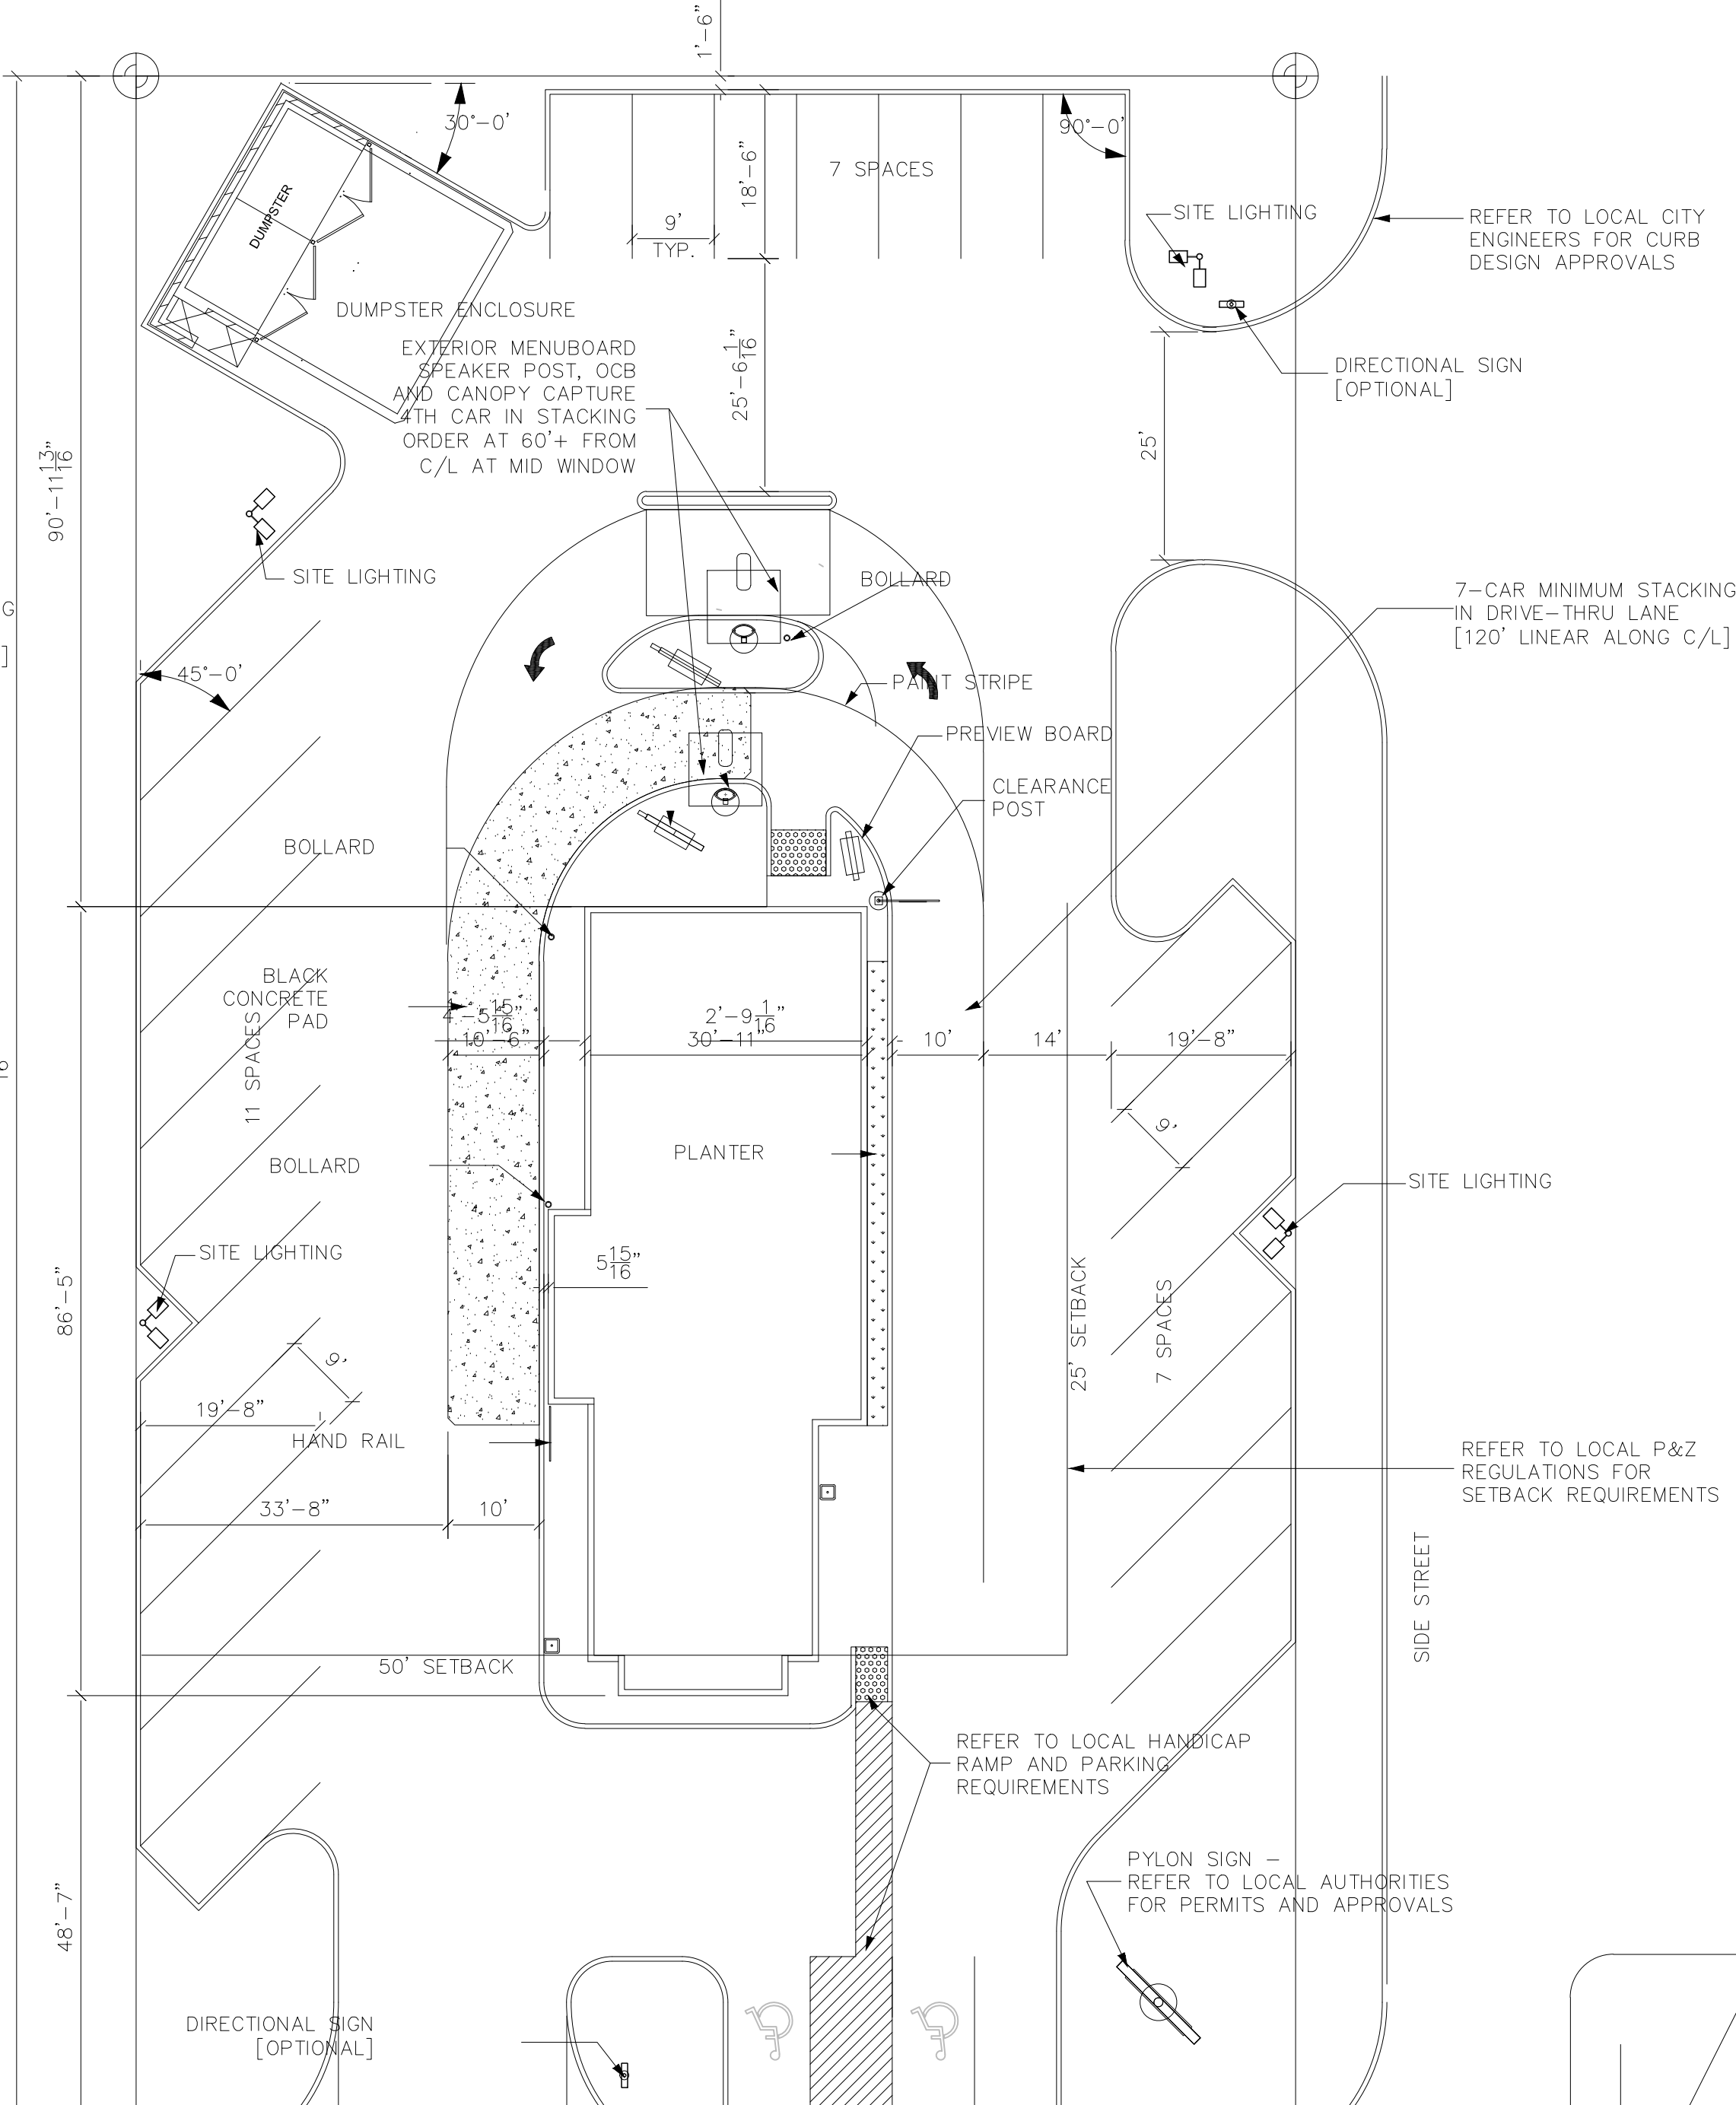 1'-6"
30°-0'
90°-0'
18'-6"
7 SPACES
9'
TYP.
SITE LIGHTING
REFER TO LOCAL CITY
ENGINEERS FOR CURB
DESIGN APPROVALS
DUMPSTER
DUMPSTER ENCLOSURE
EXTERIOR MENUBOARD
SPEAKER POST, OCB
AND CANOPY CAPTURE
4TH CAR IN STACKING
ORDER AT 60'+ FROM
C/L AT MID WINDOW
25'-6 1/16"
DIRECTIONAL SIGN
[OPTIONAL]
25'
90'-11 13/16"
SITE LIGHTING
BOLLARD
7-CAR MINIMUM STACKING
IN DRIVE-THRU LANE
[120' LINEAR ALONG C/L]
G
]
45°-0'
PAINT STRIPE
PREVIEW BOARD
CLEARANCE
POST
BOLLARD
BLACK
CONCRETE
PAD
11 SPACES
16
4'-5 15/16"
10'-6"
2'-9 1/16"
30'-11"
10'
14'
19'-8"
9'
PLANTER
BOLLARD
SITE LIGHTING
SITE LIGHTING
5 15/16"
86'-5"
25' SETBACK
7 SPACES
9'
19'-8"
HAND RAIL
REFER TO LOCAL P&Z
REGULATIONS FOR
SETBACK REQUIREMENTS
33'-8"
10'
SIDE STREET
50' SETBACK
REFER TO LOCAL HANDICAP
RAMP AND PARKING
REQUIREMENTS
48'-7"
PYLON SIGN -
REFER TO LOCAL AUTHORITIES
FOR PERMITS AND APPROVALS
DIRECTIONAL SIGN
[OPTIONAL]